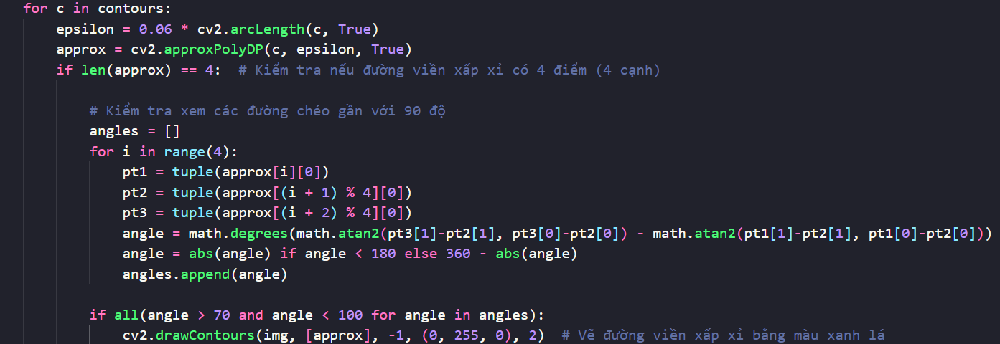 for c in contours:
    epsilon = 0.06 * cv2.arcLength(c, True)
    approx = cv2.approxPolyDP(c, epsilon, True)
    if len(approx) == 4:  # Kiểm tra nếu đường viền xấp xỉ có 4 điểm (4 cạnh)

        # Kiểm tra xem các đường chéo gần với 90 độ
        angles = []
        for i in range(4):
            pt1 = tuple(approx[i][0])
            pt2 = tuple(approx[(i + 1) % 4][0])
            pt3 = tuple(approx[(i + 2) % 4][0])
            angle = math.degrees(math.atan2(pt3[1]-pt2[1], pt3[0]-pt2[0]) - math.atan2(pt1[1]-pt2[1], pt1[0]-pt2[0]))
            angle = abs(angle) if angle < 180 else 360 - abs(angle)
            angles.append(angle)

        if all(angle > 70 and angle < 100 for angle in angles):
            cv2.drawContours(img, [approx], -1, (0, 255, 0), 2)  # Vẽ đường viền xấp xỉ bằng màu xanh lá